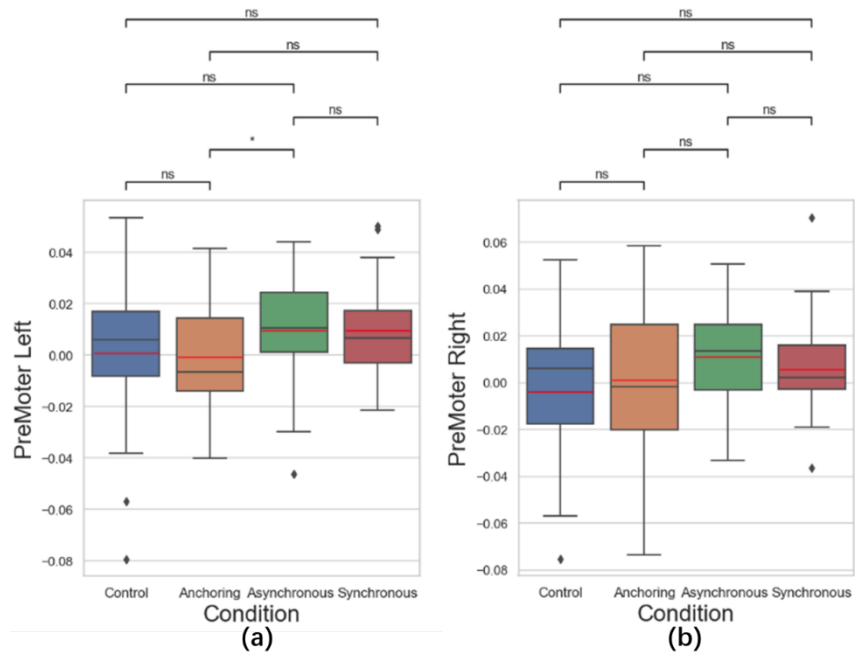 ns
ns
ns
ns
*
ns
PreMoter Left
0.04
0.02
0.00
−0.02
−0.04
−0.06
−0.08
Control Anchoring Asynchronous Synchronous
Condition
(a)
ns
ns
ns
ns
ns
ns
PreMoter Right
0.06
0.04
0.02
0.00
−0.02
−0.04
−0.06
−0.08
Control Anchoring Asynchronous Synchronous
Condition
(b)